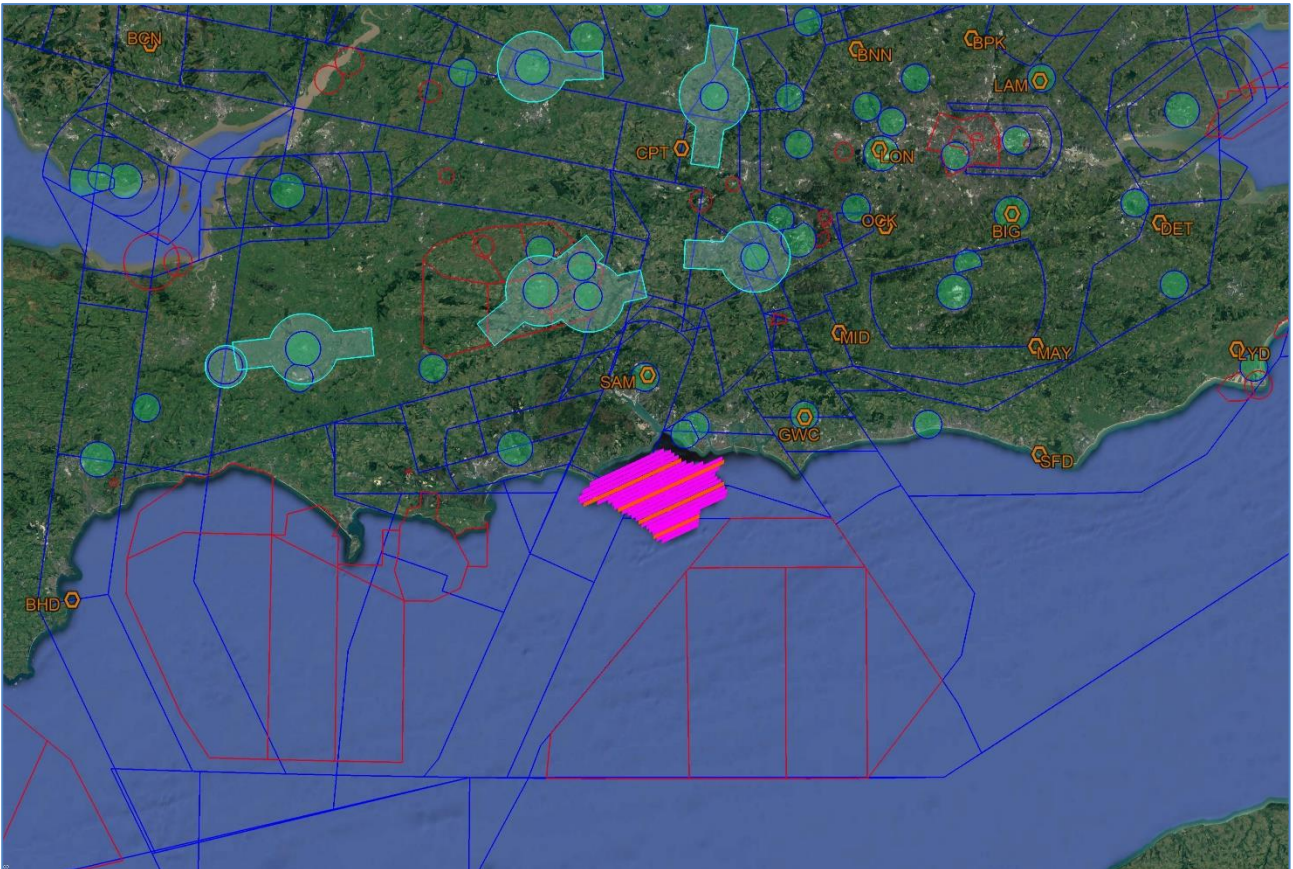 BCN
BNN
BPK
LAM
CPT
LON
OCK
BIG
DET
MID
MAY
LYD
SAM
GWC
SFD
BHD